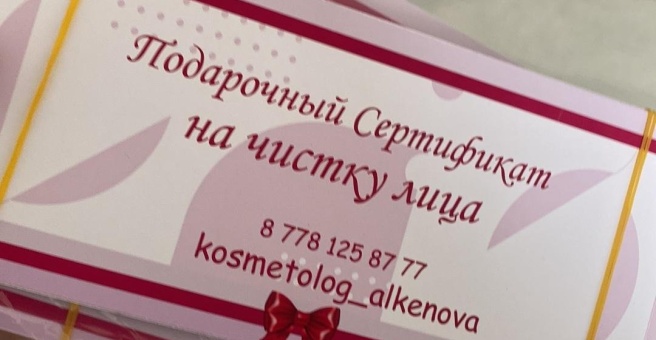 Подарочный Сертификат
на чистку лица
8 778 125 87 77
kosmetolog_alkenova